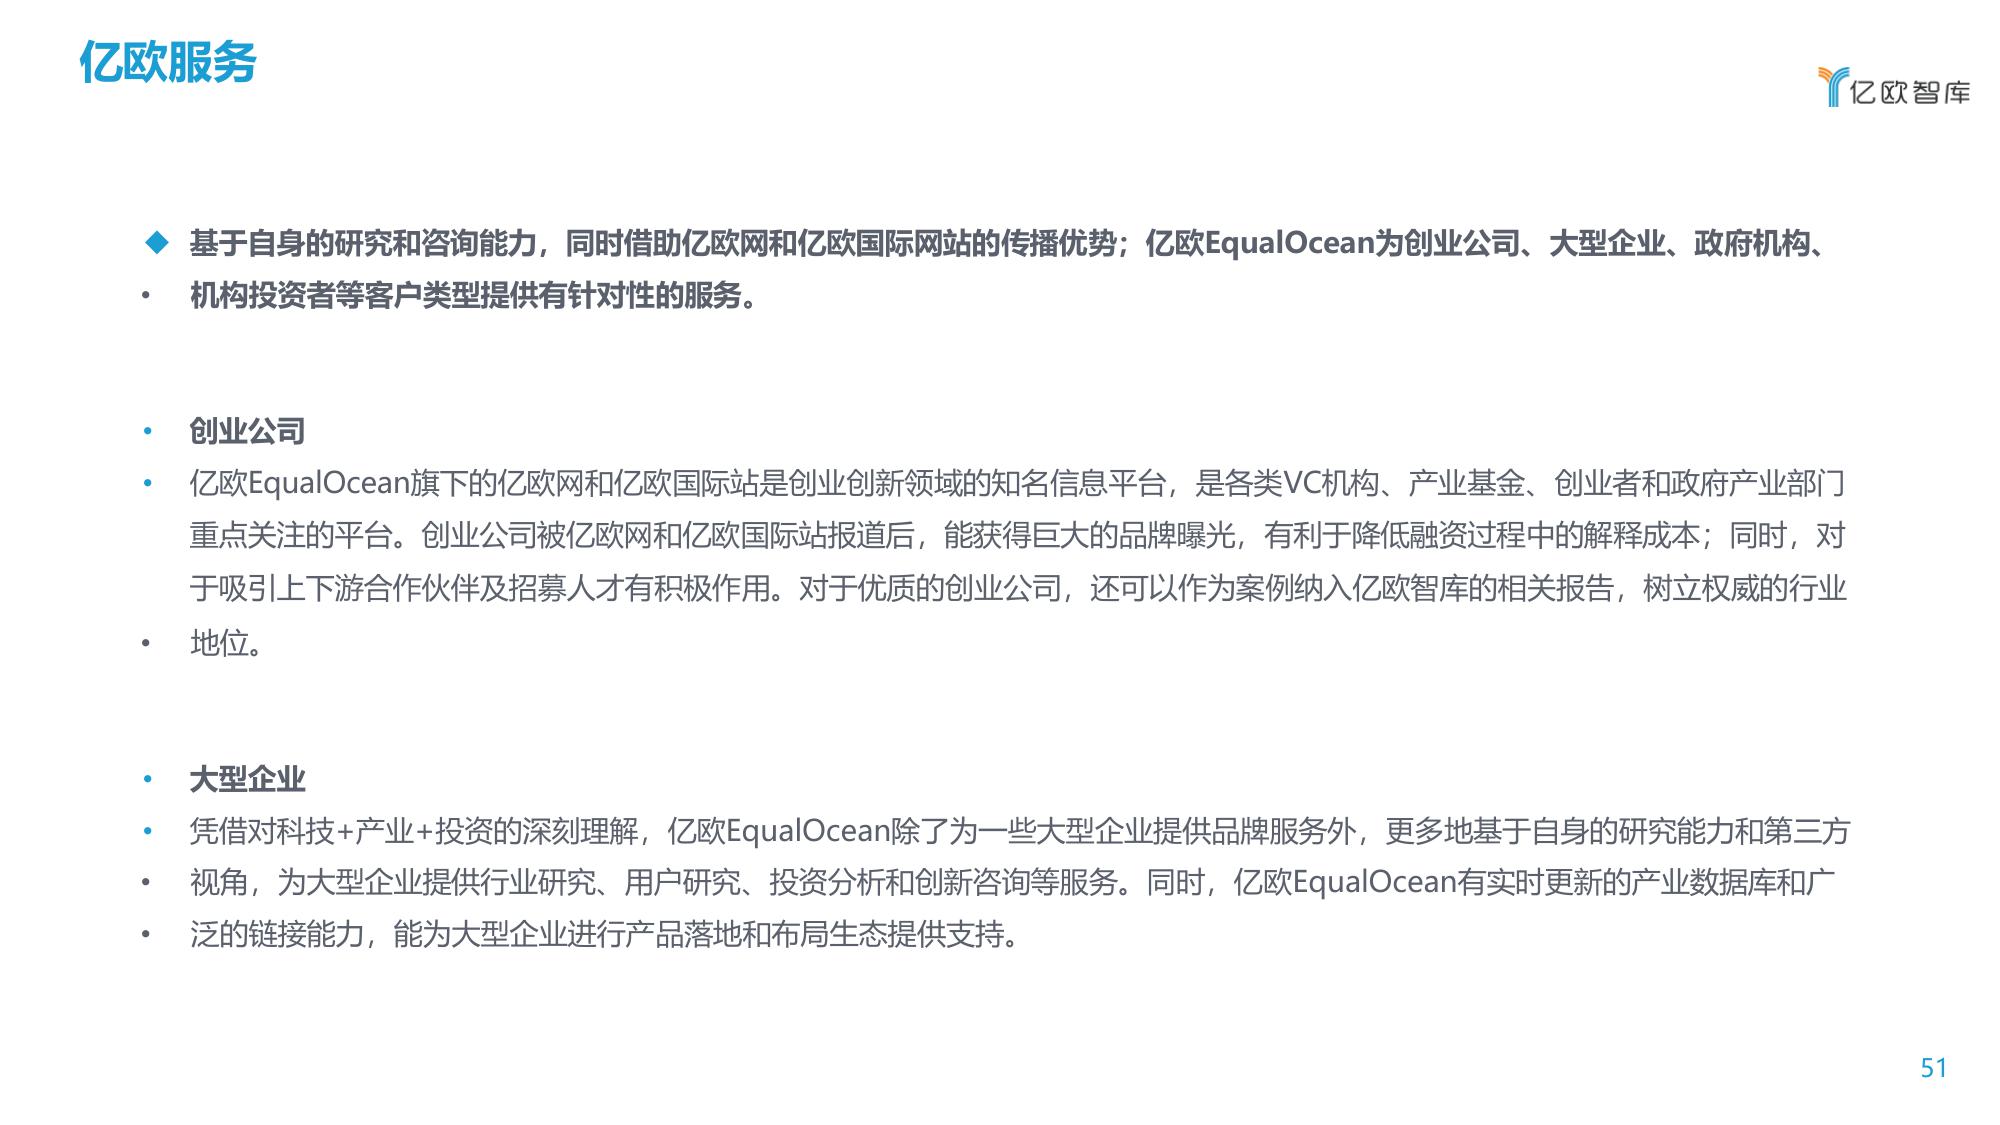 亿欧服务
亿欧智库
◆ 基于自身的研究和咨询能力，同时借助亿欧网和亿欧国际网站的传播优势；亿欧EqualOcean为创业公司、大型企业、政府机构、
• 机构投资者等客户类型提供有针对性的服务。
• 创业公司
• 亿欧EqualOcean旗下的亿欧网和亿欧国际站是创业创新领域的知名信息平台，是各类VC机构、产业基金、创业者和政府产业部门
重点关注的平台。创业公司被亿欧网和亿欧国际站报道后，能获得巨大的品牌曝光，有利于降低融资过程中的解释成本；同时，对
于吸引上下游合作伙伴及招募人才有积极作用。对于优质的创业公司，还可以作为案例纳入亿欧智库的相关报告，树立权威的行业
• 地位。
• 大型企业
• 凭借对科技+产业+投资的深刻理解，亿欧EqualOcean除了为一些大型企业提供品牌服务外，更多地基于自身的研究能力和第三方
• 视角，为大型企业提供行业研究、用户研究、投资分析和创新咨询等服务。同时，亿欧EqualOcean有实时更新的产业数据库和广
• 泛的链接能力，能为大型企业进行产品落地和布局生态提供支持。
51